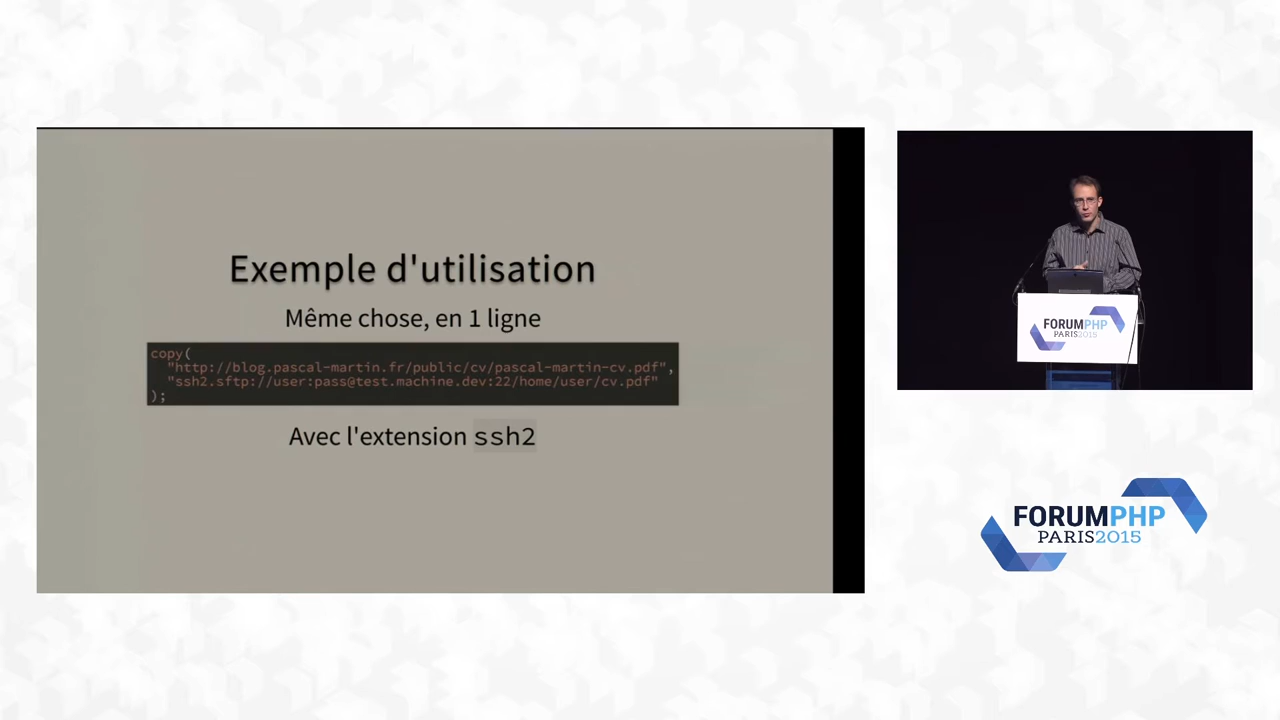 Exemple d'utilisation
Même chose, en 1 ligne
copy(
"http://blog.pascal-martin.fr/public/cv/pascal-martin-cv.pdf",
"ssh2.sftp://user:pass@test.machine.dev:22/home/user/cv.pdf"
);
Avec l'extension ssh2
FORUMPHP
PARIS2015
FORUMPHP
PARIS2015